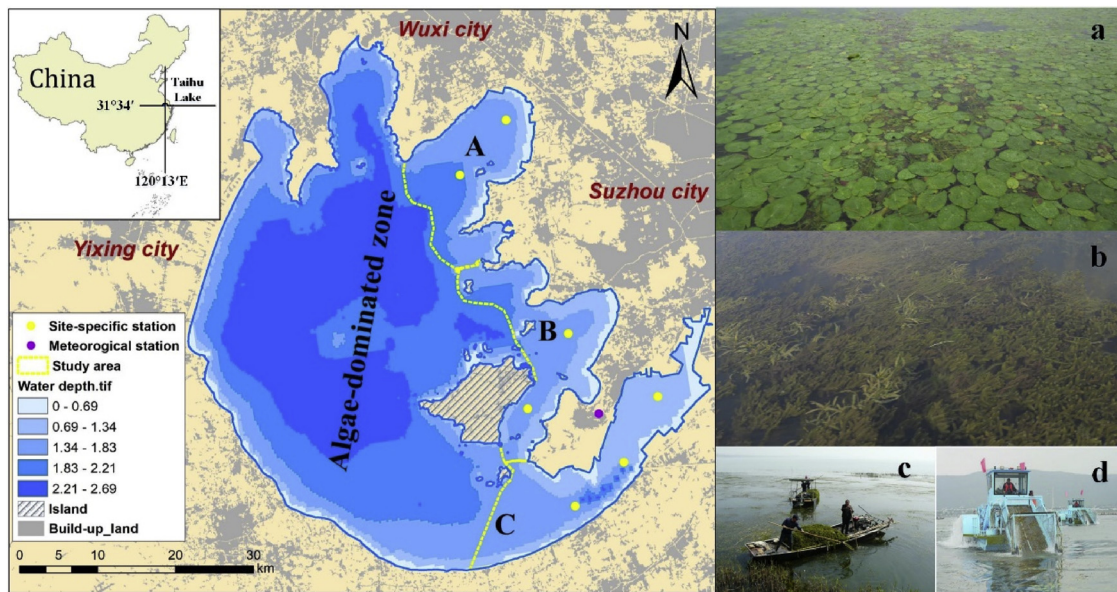 China
Taihu
Lake
31°34′
120°13′E
Wuxi city
N
A
Suzhou city
Yixing city
Algae-dominated zone
B
C
Site-specific station
Meteorogical station
Study area
Water depth.tif
0 - 0.69
0.69 - 1.34
1.34 - 1.83
1.83 - 2.21
2.21 - 2.69
Island
Build-up_land
0 5 10 20 30
km
a
b
c
d